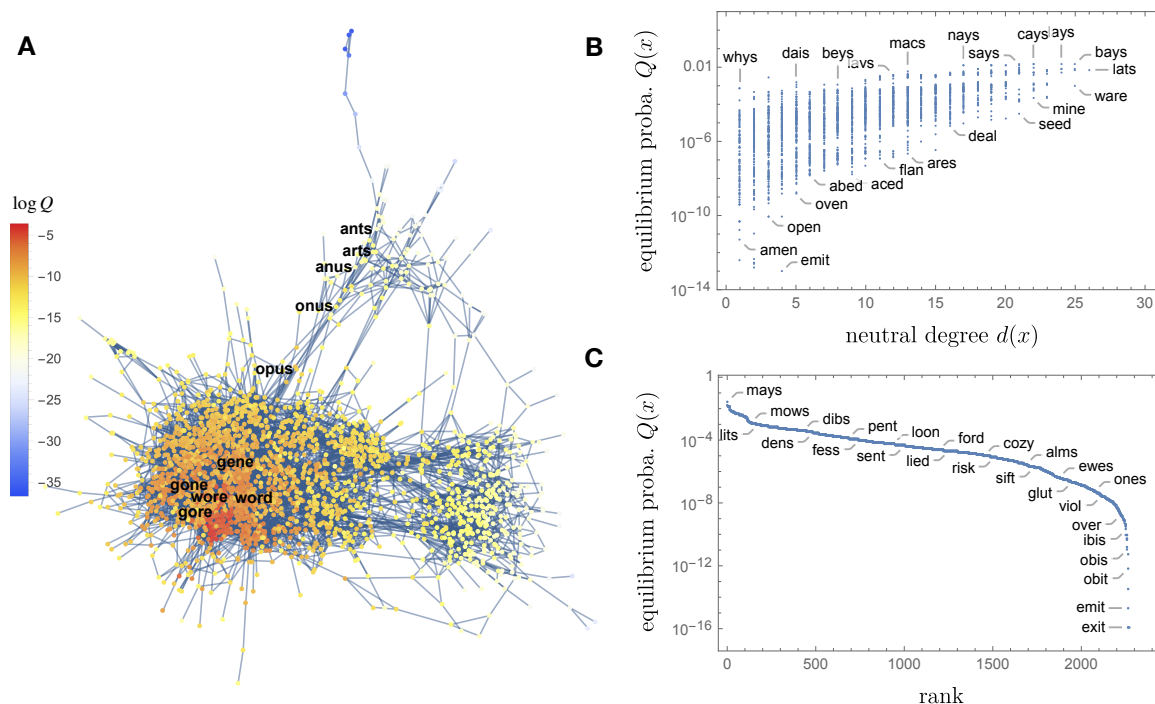 A
log Q
−5
−10
−15
−20
−25
−30
−35
ants
arts
anus
onus
opus
gene
gone
wore word
gore
B
equilibrium proba. Q(x)
0.01
10−6
10−10
10−14
whys
dais
beys
macs
nays
says
cays
bays
lats
ware
mine
seed
deal
ares
flan
aced
abed
oven
open
amen
emit
0 5 10 15 20 25 30
neutral degree d(x)
C
equilibrium proba. Q(x)
1
10−4
10−8
10−12
10−16
mays
mows
lits
dibs
dens
pent
fess
loon
sent
ford
lied
cozy
risk
alms
sift
ewes
glut
ones
viol
over
ibis
obis
obit
emit
exit
0 500 1000 1500 2000
rank